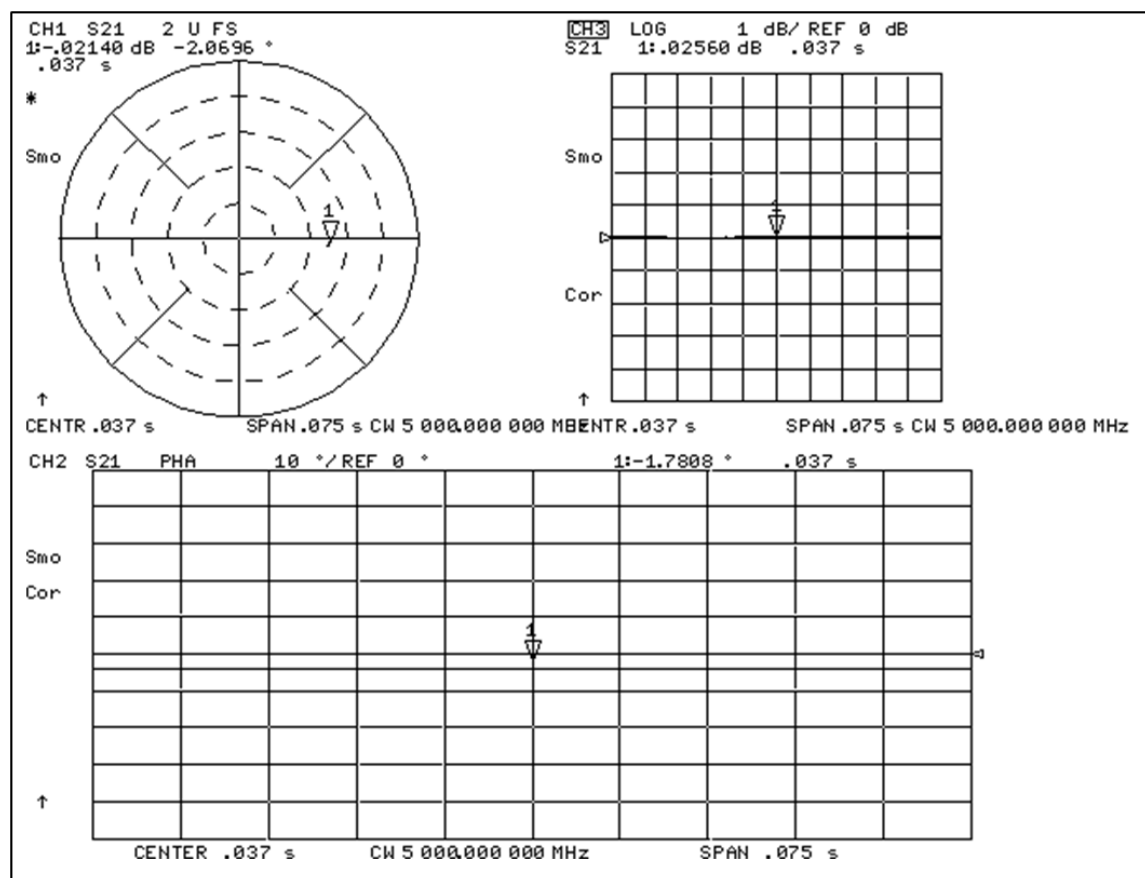 CH1 S21 2 U FS
1:-.02140 dB -2.0696 °
.037 s
*
Smo
1
↑
CENTR .037 s SPAN .075 s CW 5 000.000 000 MHz
CH3 LOG 1 dB/ REF 0 dB
S21 1:.02560 dB .037 s
Smo
1
Cor
↑
CENTR .037 s SPAN .075 s CW 5 000.000 000 MHz
CH2 S21 PHA 10 °/REF 0 ° 1:-1.7808 ° .037 s
Smo
Cor
1
↑
CENTER .037 s CW 5 000.000 000 MHz SPAN .075 s